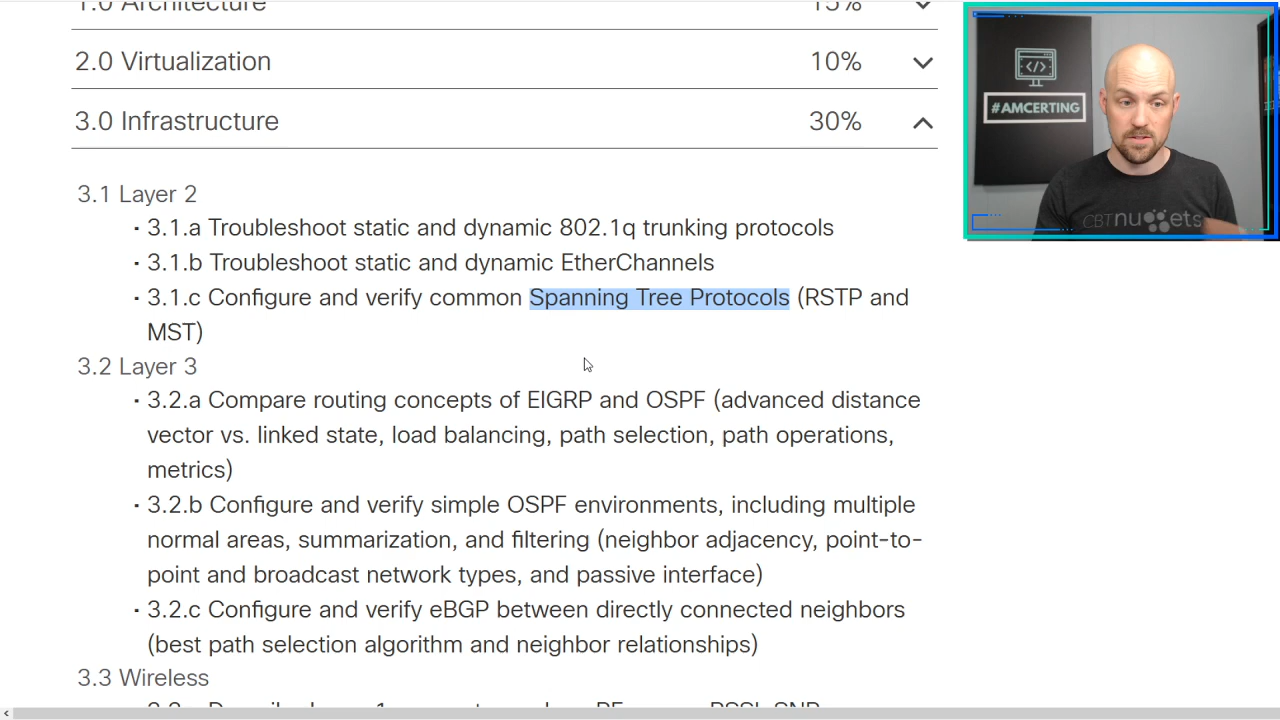 1.0 Architecture 15%
2.0 Virtualization 10%
3.0 Infrastructure 30%
#AMCERTING
CBTnuggets
3.1 Layer 2
· 3.1.a Troubleshoot static and dynamic 802.1q trunking protocols
· 3.1.b Troubleshoot static and dynamic EtherChannels
· 3.1.c Configure and verify common Spanning Tree Protocols (RSTP and
MST)
3.2 Layer 3
· 3.2.a Compare routing concepts of EIGRP and OSPF (advanced distance
vector vs. linked state, load balancing, path selection, path operations,
metrics)
· 3.2.b Configure and verify simple OSPF environments, including multiple
normal areas, summarization, and filtering (neighbor adjacency, point-to-
point and broadcast network types, and passive interface)
· 3.2.c Configure and verify eBGP between directly connected neighbors
(best path selection algorithm and neighbor relationships)
3.3 Wireless